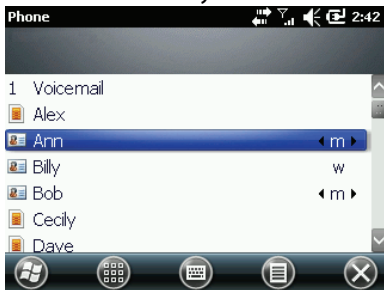 Phone 2:42
1 Voicemail
Alex
Ann m
Billy w
Bob m
Cecily
Dave